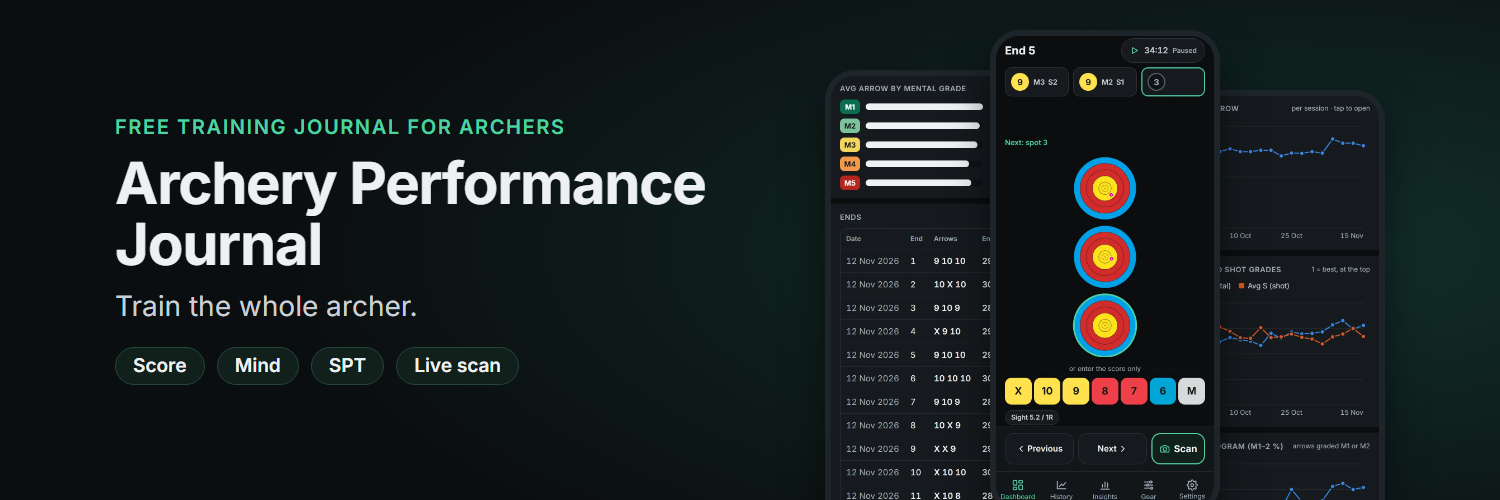 FREE TRAINING JOURNAL FOR ARCHERS
Archery Performance
Journal
Train the whole archer.
Score
Mind
SPT
Live scan
AVG ARROW BY MENTAL GRADE
M1
M2
M3
M4
M5
ENDS
Date End Arrows
12 Nov 2026 1 9 10 10
12 Nov 2026 2 10 X 10
12 Nov 2026 3 9 10 9
12 Nov 2026 4 X 9 10
12 Nov 2026 5 9 10 10
12 Nov 2026 6 10 10 10
12 Nov 2026 7 9 10 9
12 Nov 2026 8 10 X 9
12 Nov 2026 9 X X 9
12 Nov 2026 10 X 10 10
12 Nov 2026 11 X 10 8
End 5
34:12 Paused
9 M3 S2
9 M2 S1
3
Next: spot 3
or enter the score only
X 10 9 8 7 6 M
Sight 5.2 / 1R
Previous
Next
Scan
Dashboard
History
Insights
Gear
Settings
ROW per session · tap to open
10 Oct 25 Oct 15 Nov
SHOT GRADES 1 = best, at the top
tal) Avg S (shot)
10 Oct 25 Oct 15 Nov
GRAM (M1–2 %) arrows graded M1 or M2